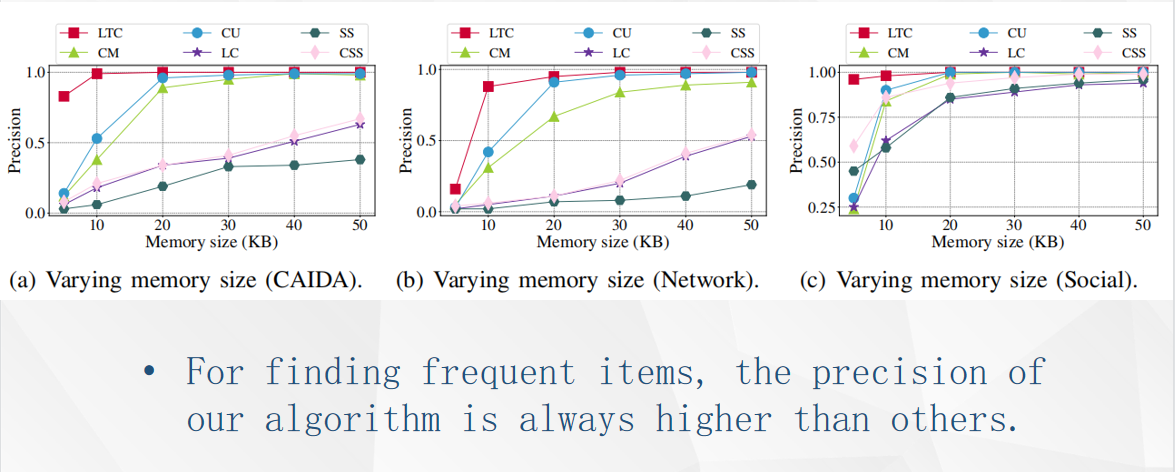 LTC CU SS
CM LC CSS
1.0
0.5
0.0
Precision
10 20 30 40 50
Memory size (KB)
(a) Varying memory size (CAIDA).
LTC CU SS
CM LC CSS
1.0
0.5
0.0
Precision
10 20 30 40 50
Memory size (KB)
(b) Varying memory size (Network).
LTC CU SS
CM LC CSS
1.00
0.75
0.50
0.25
Precision
10 20 30 40 50
Memory size (KB)
(c) Varying memory size (Social).
• For finding frequent items, the precision of
our algorithm is always higher than others.